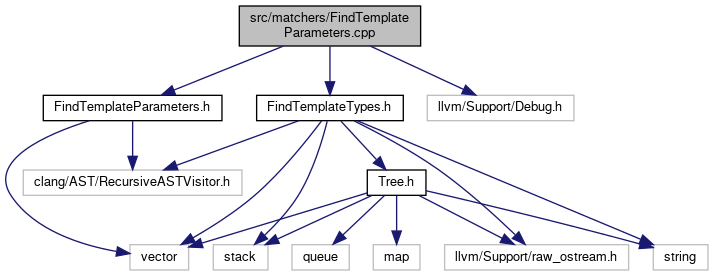 src/matchers/FindTemplate
Parameters.cpp
FindTemplateParameters.h
FindTemplateTypes.h
llvm/Support/Debug.h
clang/AST/RecursiveASTVisitor.h
Tree.h
vector
stack
queue
map
llvm/Support/raw_ostream.h
string